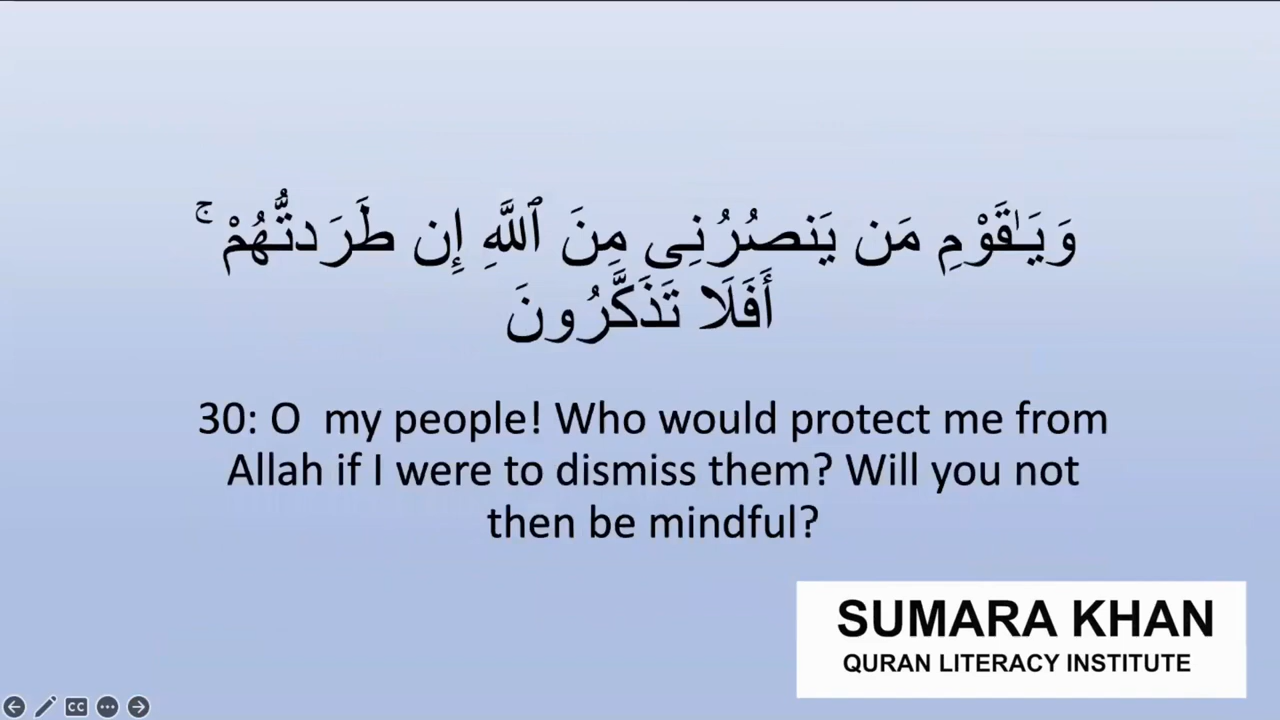 وَيَـٰقَوْمِ مَن يَنصُرُنِى مِنَ ٱللَّهِ إِن طَرَدتُّهُمْ ۚ
أَفَلَا تَذَكَّرُونَ
30: O  my people! Who would protect me from
Allah if I were to dismiss them? Will you not
then be mindful?
SUMARA KHAN
QURAN LITERACY INSTITUTE
CC